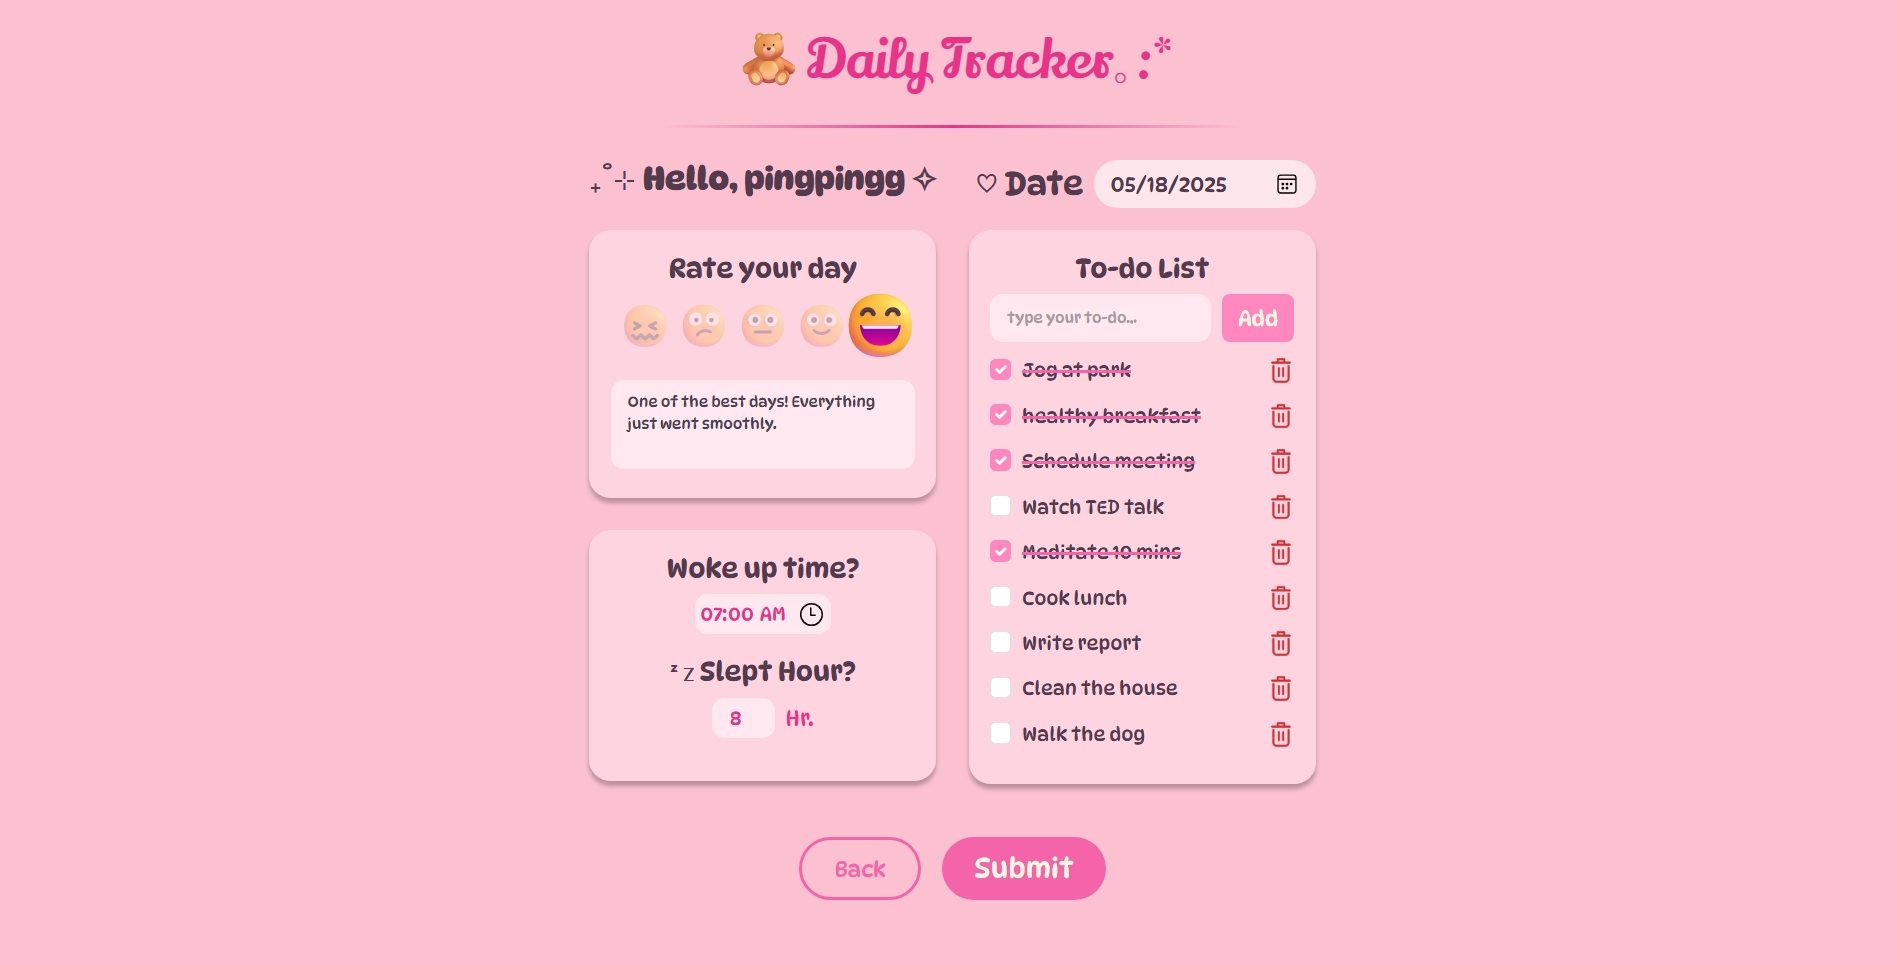 Daily Tracker｡ :*
₊˚⊹ Hello, pingpingg ✧
♡ Date 05/18/2025
Rate your day
One of the best days! Everything
just went smoothly.
Woke up time?
07:00 AM
ᶻ z Slept Hour?
8 Hr.
To-do List
type your to-do...
Add
Jog at park
healthy breakfast
Schedule meeting
Watch TED talk
Meditate 10 mins
Cook lunch
Write report
Clean the house
Walk the dog
Back
Submit